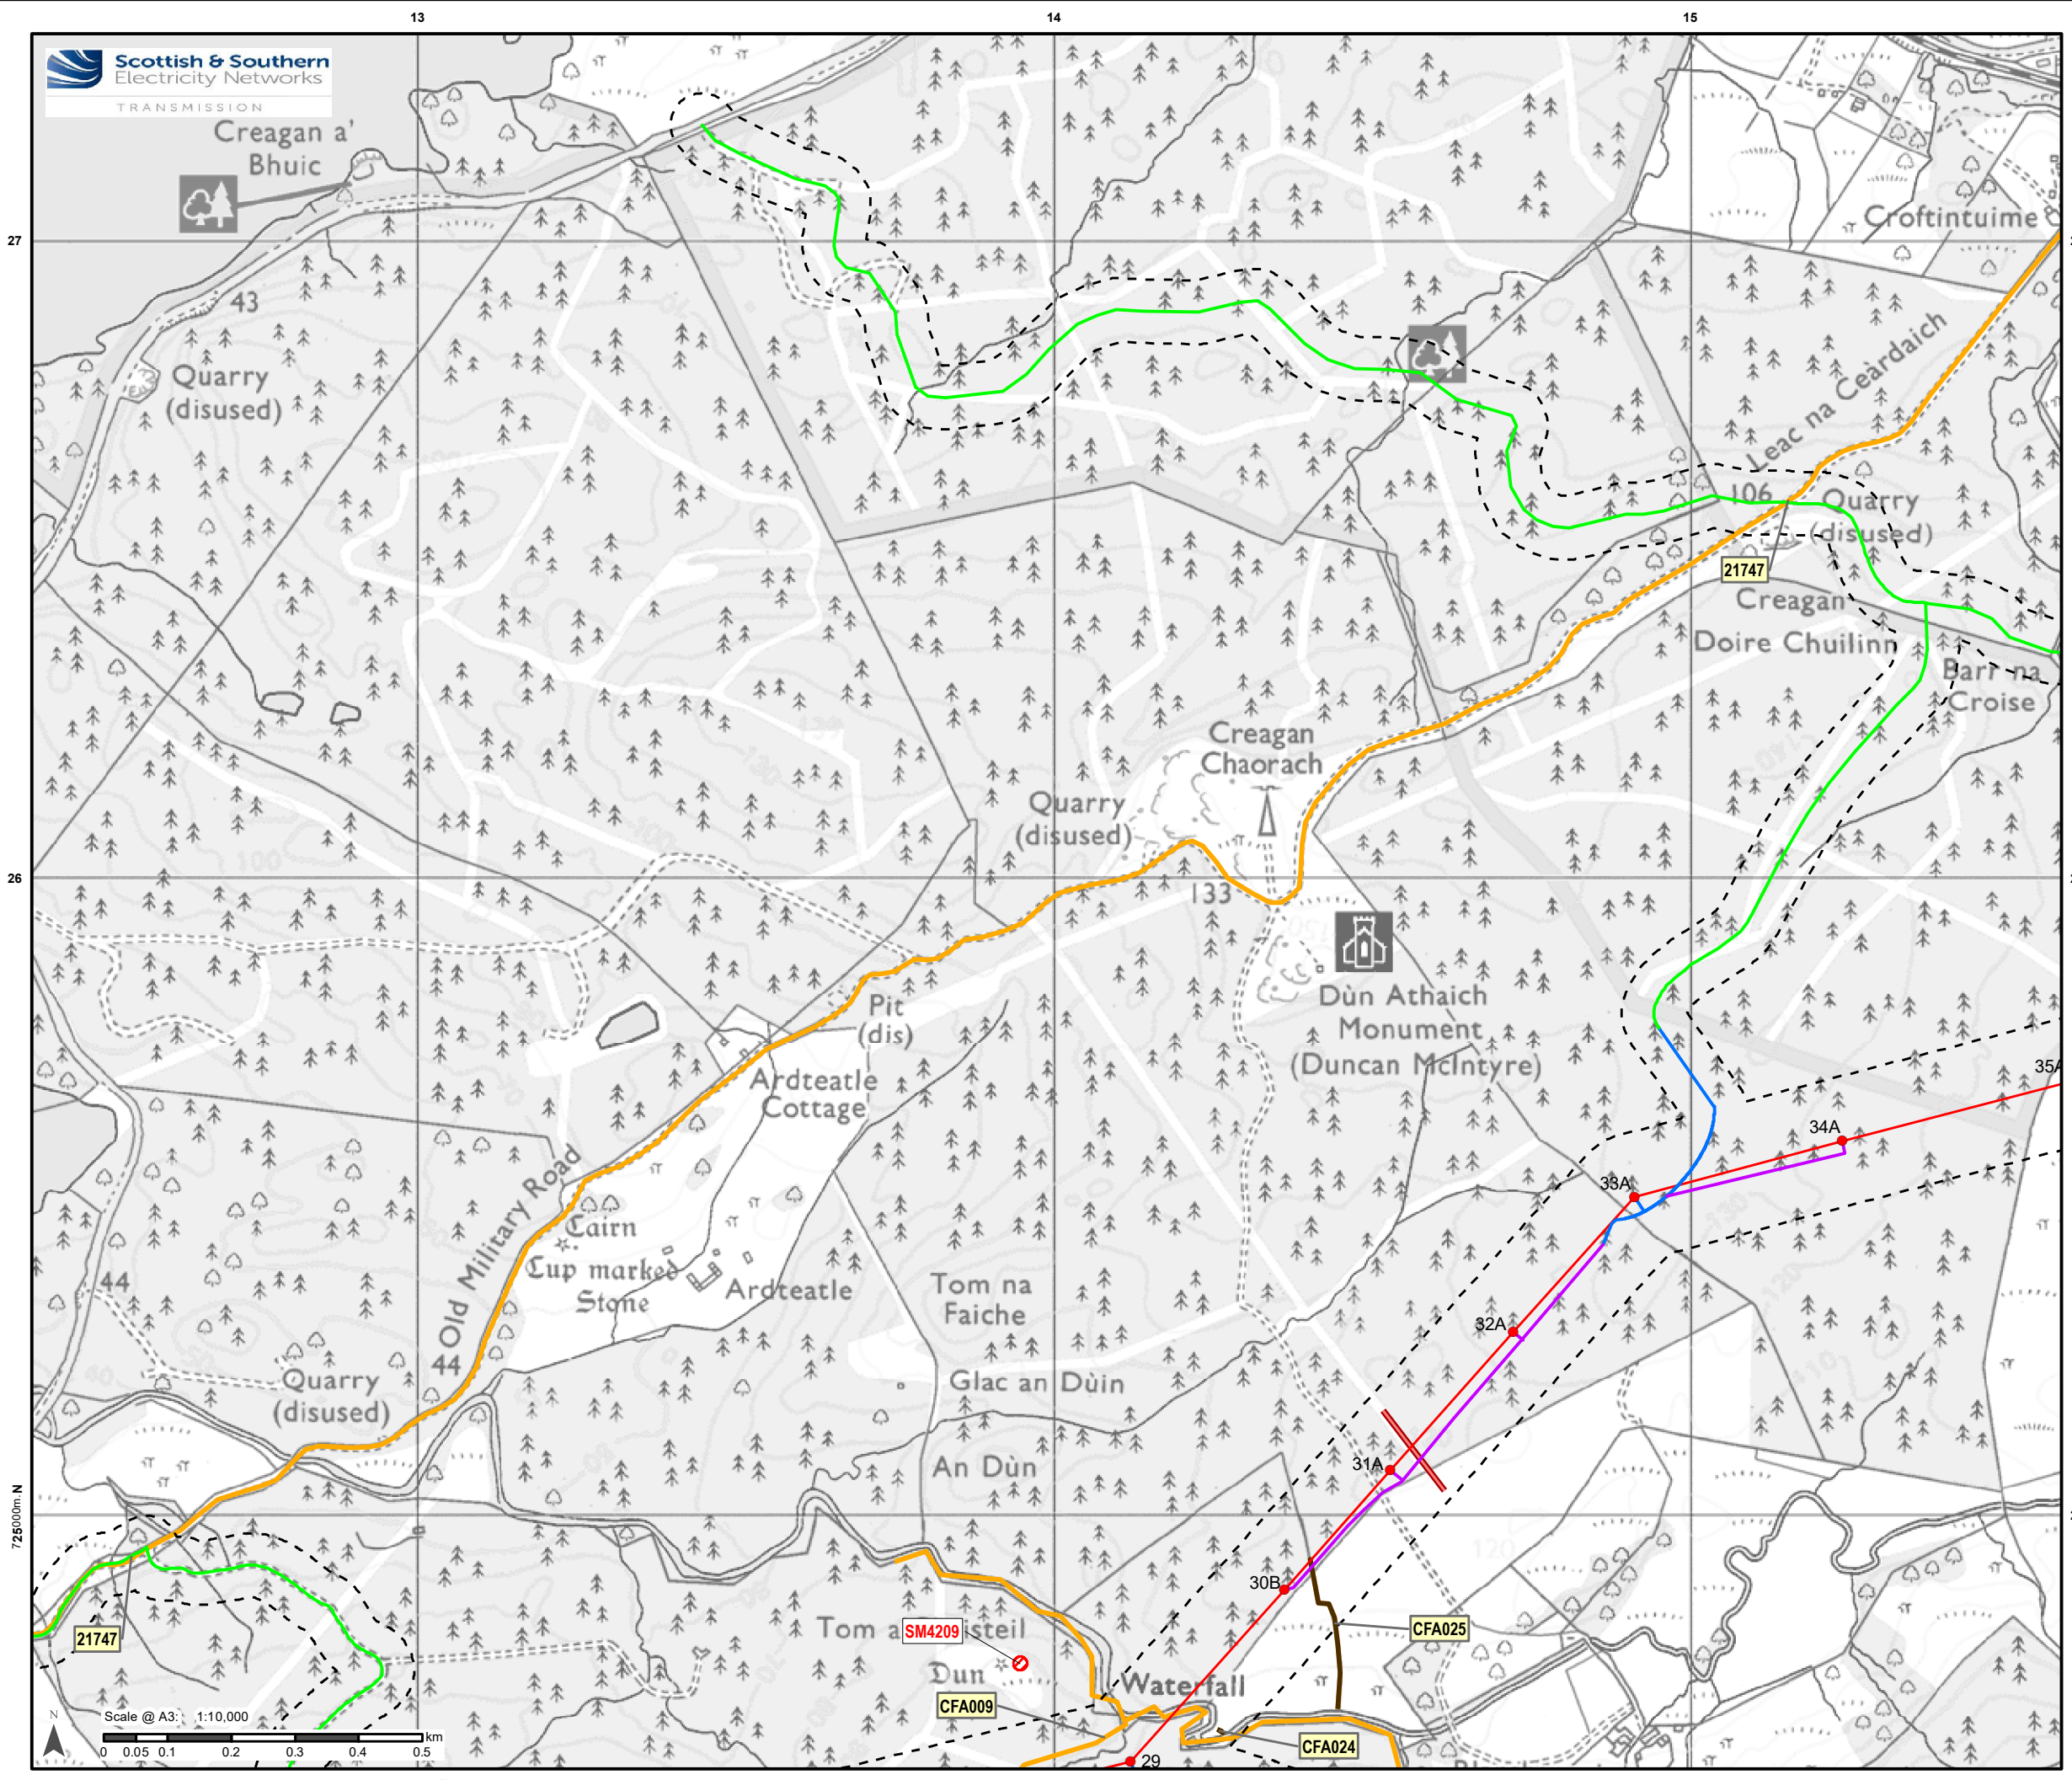 13
14
15
Scottish & Southern
Electricity Networks
TRANSMISSION
Creagan a'
Bhuic
Croftintuime
27
43
Quarry
(disused)
Leac na Ceàrdaich
106
Quarry
(disused)
21747
Creagan
Doire Chuilinn
Barr na
Croise
Creagan
Chaorach
Quarry
(disused)
26
100
133
Dùn Athaich
Monument
(Duncan McIntyre)
Pit
(dis)
Ardteatle
Cottage
35A
34A
33A
Old Military Road
Cairn
Cup marked
Stone
Ardteatle
Tom na
Faiche
32A
44
44
Quarry
(disused)
Glac an Dùin
An Dùn
31A
725000m.N
120
30B
21747
SM4209
isteil
Tom a
CFA025
Dun
Waterfall
CFA009
CFA024
29
N
Scale @ A3: 1:10,000
0 0.05 0.1 0.2 0.3 0.4 0.5 km